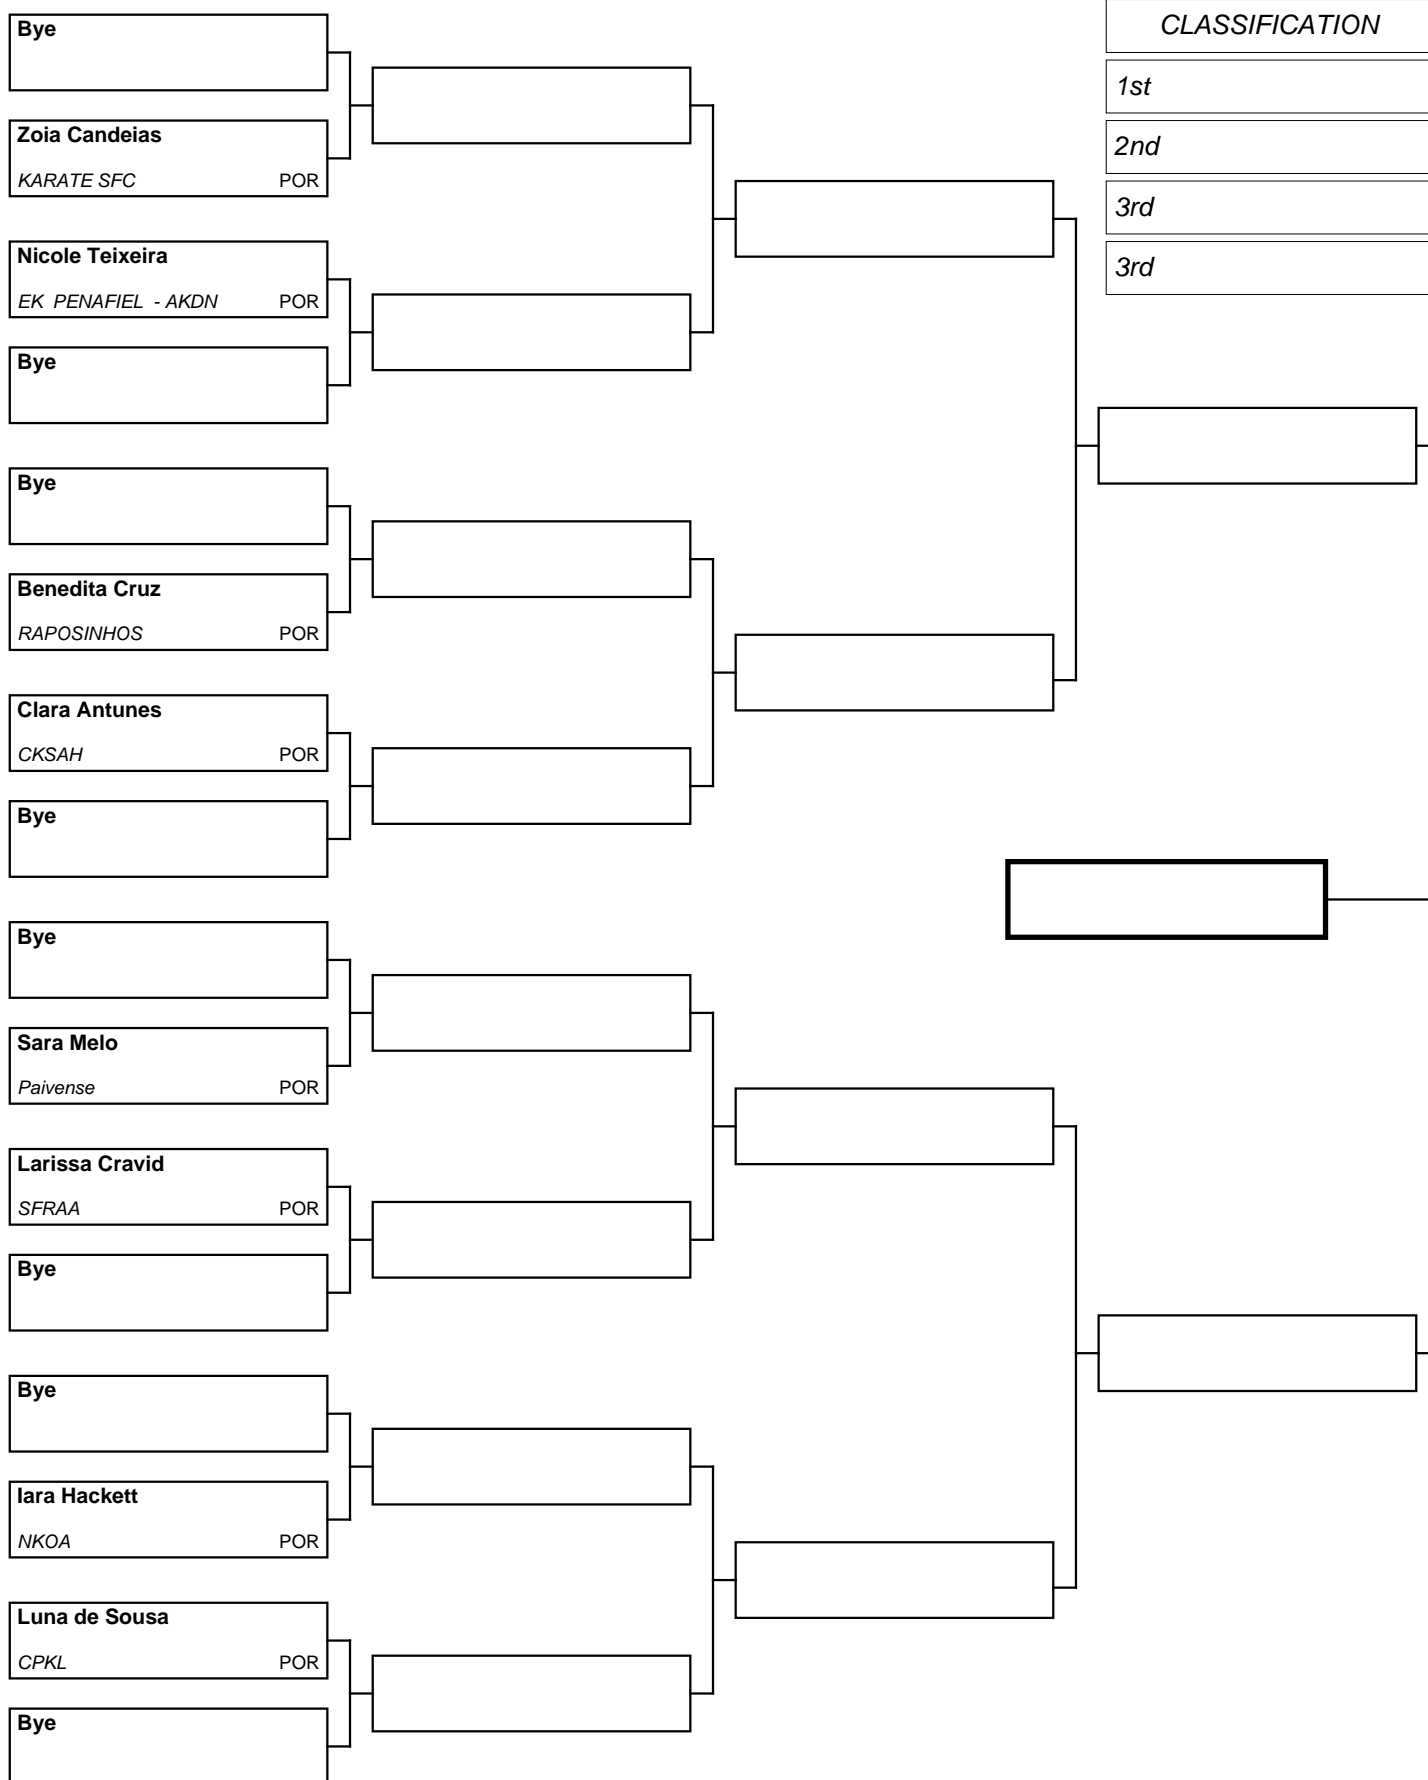 Bye
Zoia Candeias
KARATE SFC POR
Nicole Teixeira
EK PENAFIEL - AKDN POR
Bye
Bye
Benedita Cruz
RAPOSINHOS POR
Clara Antunes
CKSAH POR
Bye
Bye
Sara Melo
Paivense POR
Larissa Cravid
SFRAA POR
Bye
Bye
Iara Hackett
NKOA POR
Luna de Sousa
CPKL POR
Bye
CLASSIFICATION
1st
2nd
3rd
3rd